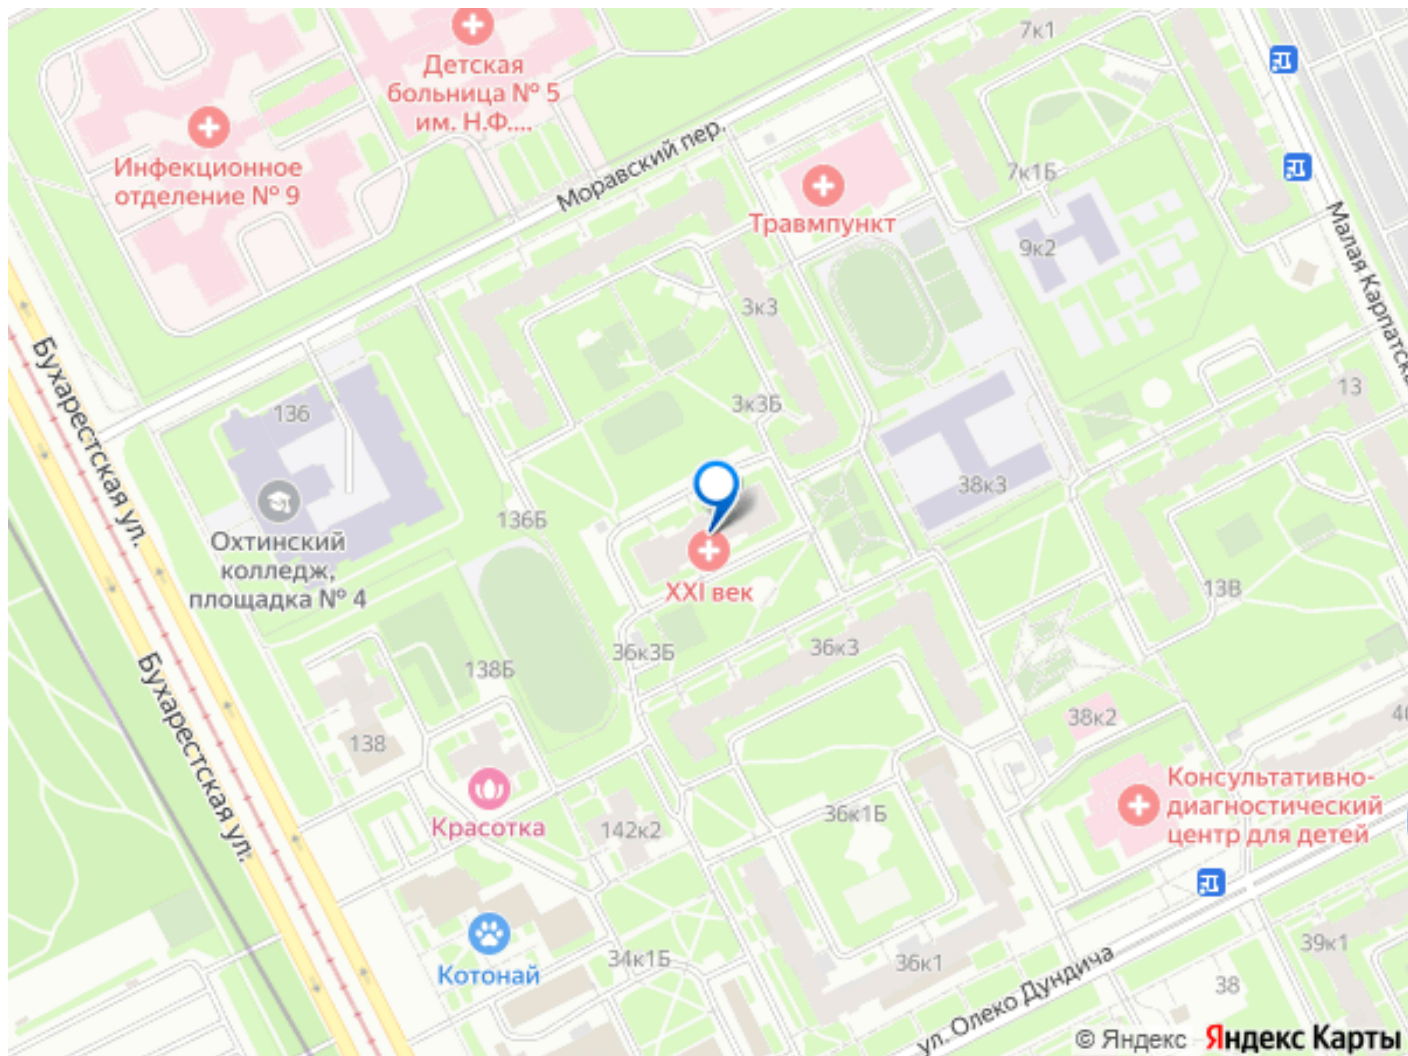 7к1
Детская
больница № 5
им. Н.Ф....
Инфекционное
отделение № 9
Моравский пер.
7к1Б
Травмпункт
9к2
Малая Карпатска
3к3
Бухарестская ул.
136
3к3Б
13
38к3
136Б
Охтинский
колледж,
площадка № 4
XXI век
13В
36к3Б
36к3
138Б
Бухарестская ул.
38к2
40
138
Консультативно-
диагностический
центр для детей
Красотка
142к2
36к1Б
Котонай
34к1Б
36к1
ул. Олеко Дундича
39к1
38
© Яндекс Яндекс Карты